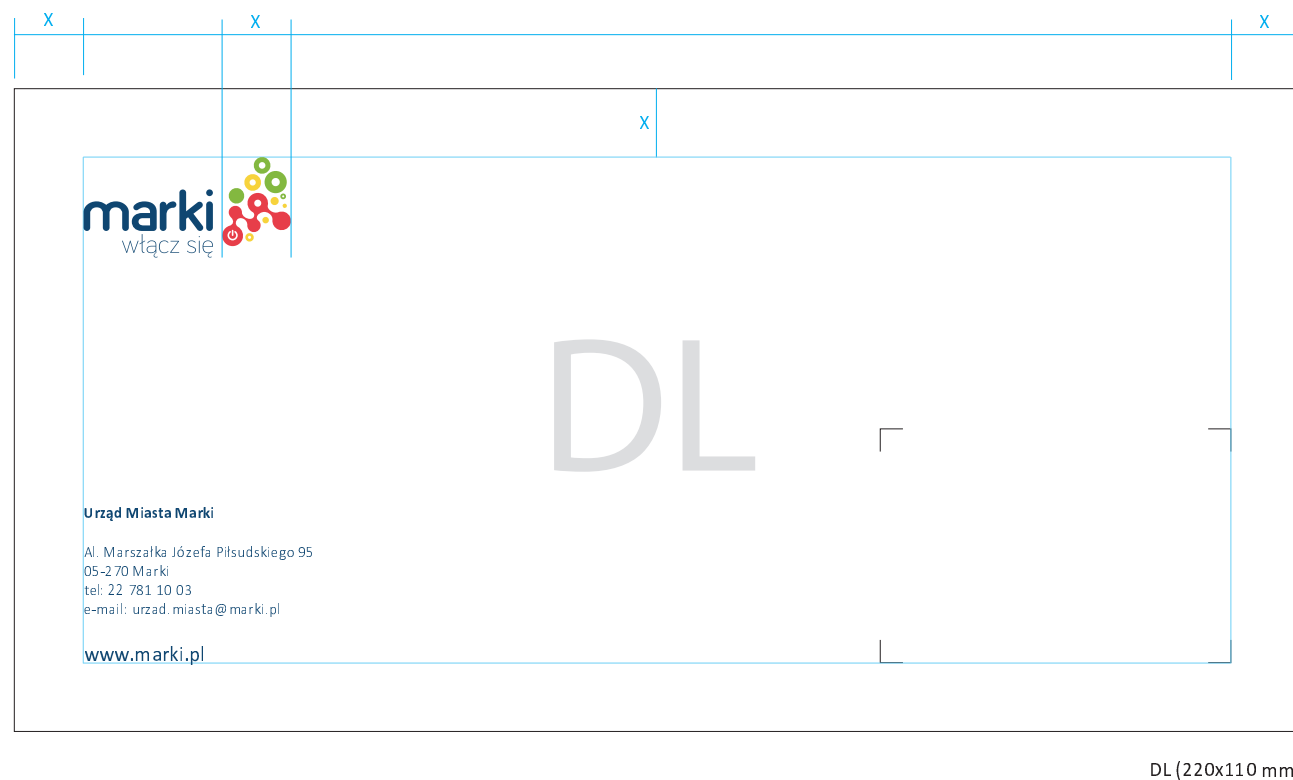 X X X
X
marki
włącz się
DL
Urząd Miasta Marki
Al. Marszałka Józefa Piłsudskiego 95
05-270 Marki
tel: 22 781 10 03
e-mail: urzad.miasta@marki.pl
www.marki.pl
DL (220x110 mm